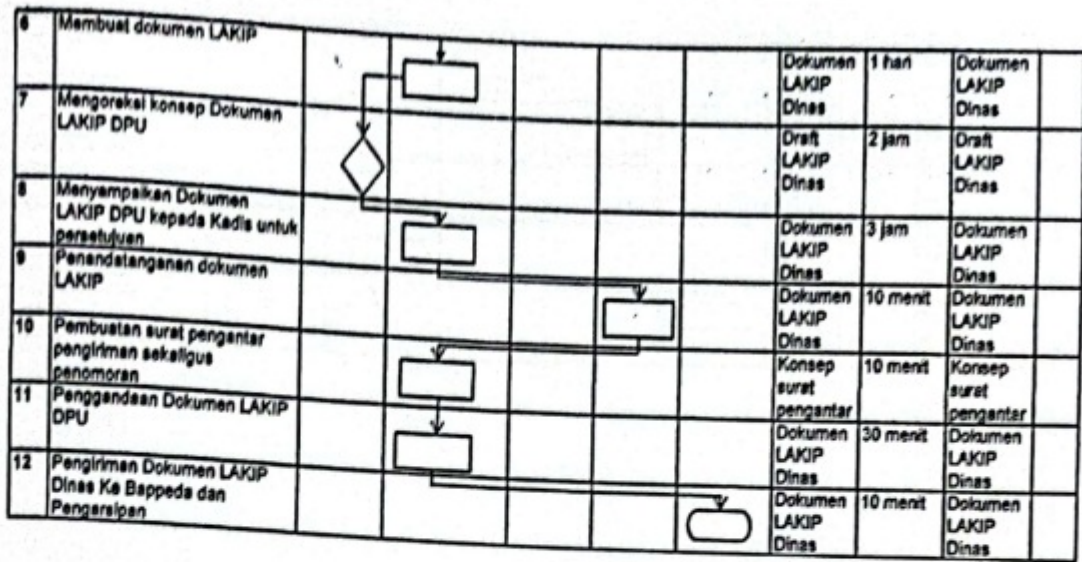 6 Membuat dokumen LAKIP
Dokumen 1 hari Dokumen
LAKIP LAKIP
Dinas Dinas
7 Mengoreksi konsep Dokumen
LAKIP DPU
Draft 2 jam Draft
LAKIP LAKIP
Dinas Dinas
8 Menyampaikan Dokumen
LAKIP DPU kepada Kadis untuk
persetujuan
Dokumen 3 jam Dokumen
LAKIP LAKIP
Dinas Dinas
9 Penandatanganan dokumen
LAKIP
Dokumen 10 menit Dokumen
LAKIP LAKIP
Dinas Dinas
10 Pembuatan surat pengantar
pengiriman sekaligus
penomoran
Konsep 10 menit Konsep
surat surat
pengantar pengantar
11 Penggandaan Dokumen LAKIP
DPU
Dokumen 30 menit Dokumen
LAKIP LAKIP
Dinas Dinas
12 Pengiriman Dokumen LAKIP
Dinas Ke Bappeda dan
Pengarsipan
Dokumen 10 menit Dokumen
LAKIP LAKIP
Dinas Dinas